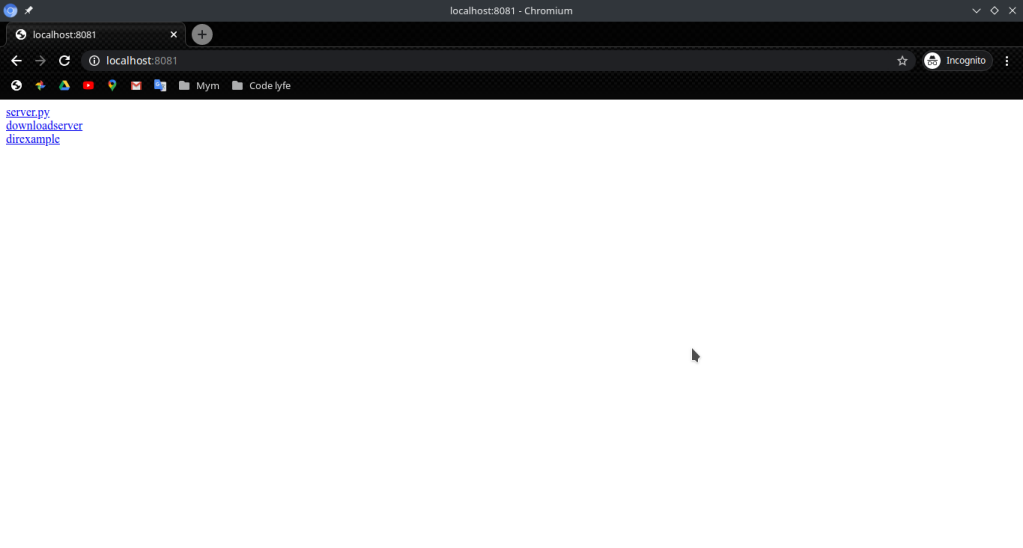 localhost:8081 - Chromium
localhost:8081
localhost:8081 Incognito
Mym Code lyfe
server.py
downloadserver
direxample